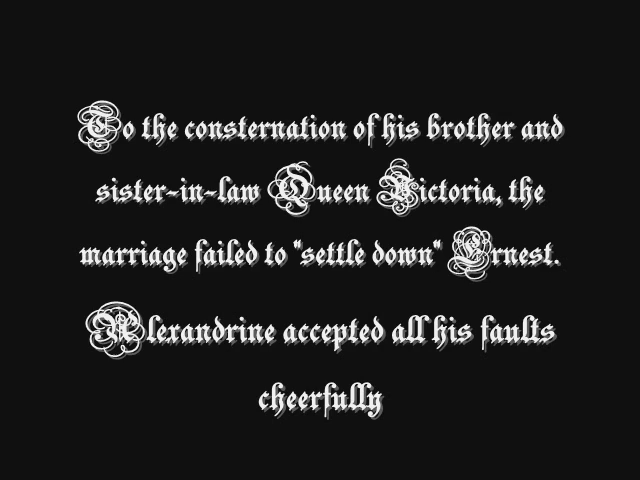 To the consternation of his brother and
sister-in-law Queen Victoria, the
marriage failed to "settle down" Ernest.
Alexandrine accepted all his faults
cheerfully